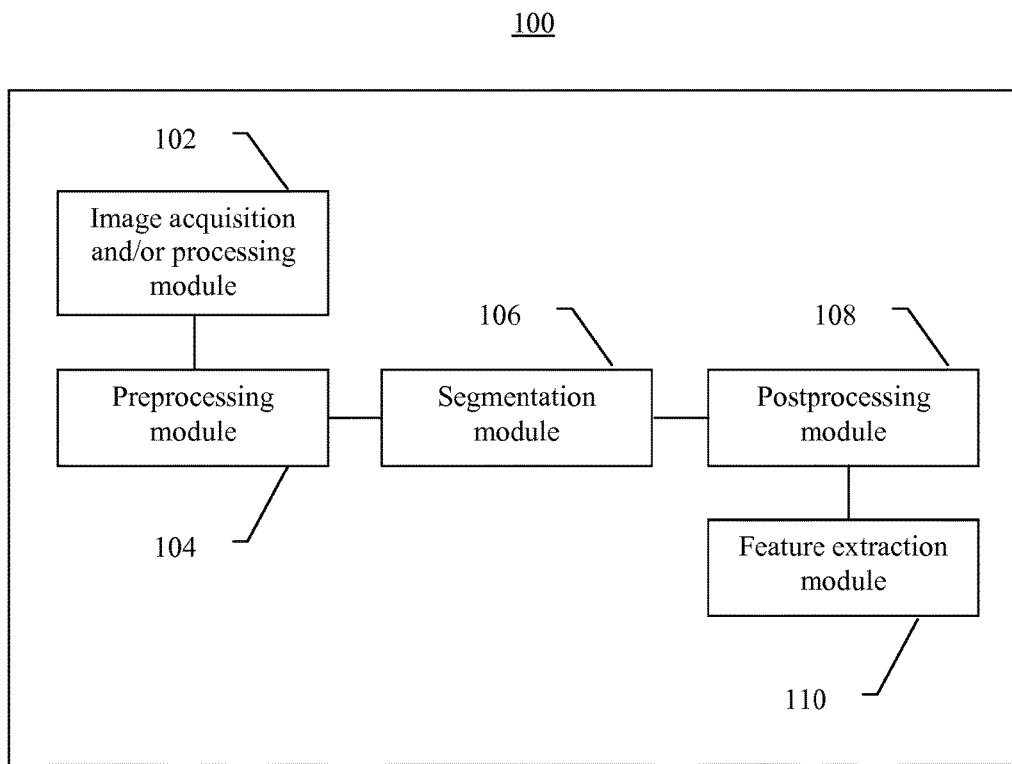 100
102
Image acquisition
and/or processing
module
106
108
Preprocessing
module
Segmentation
module
Postprocessing
module
104
Feature extraction
module
110